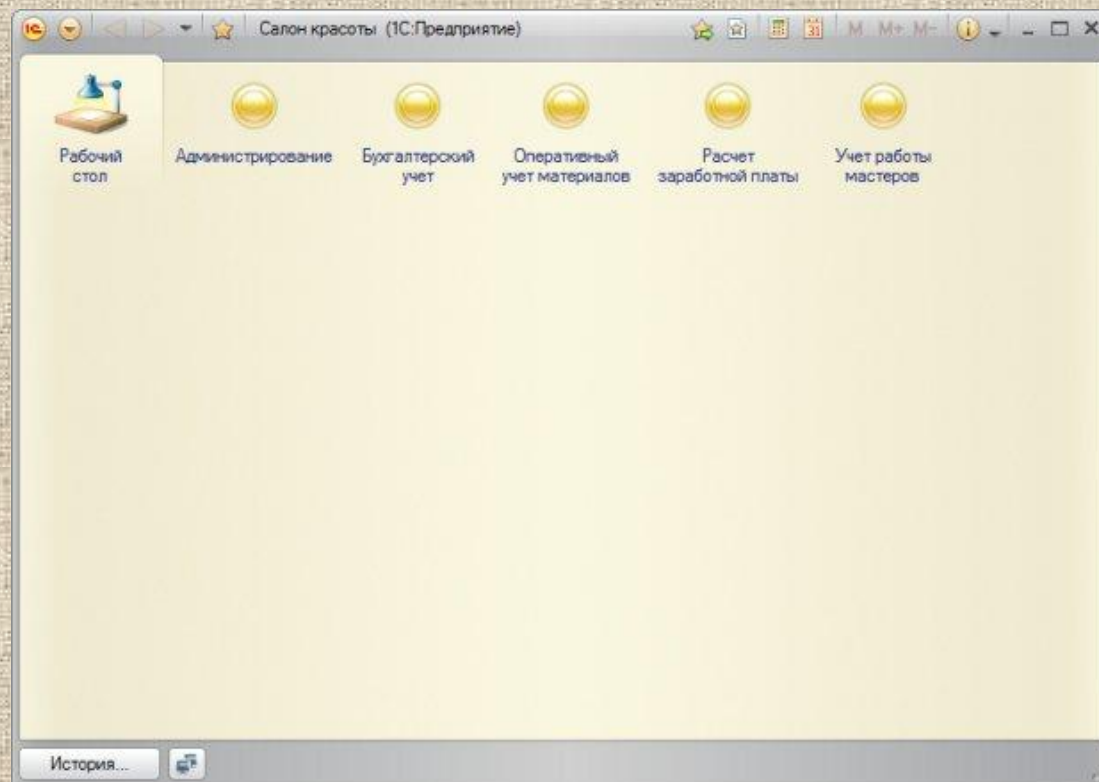 Салон красоты (1С:Предприятие)
31 M M+ M-
Рабочий
стол
Администрирование
Бухгалтерский
учет
Оперативный
учет материалов
Расчет
заработной платы
Учет работы
мастеров
История...